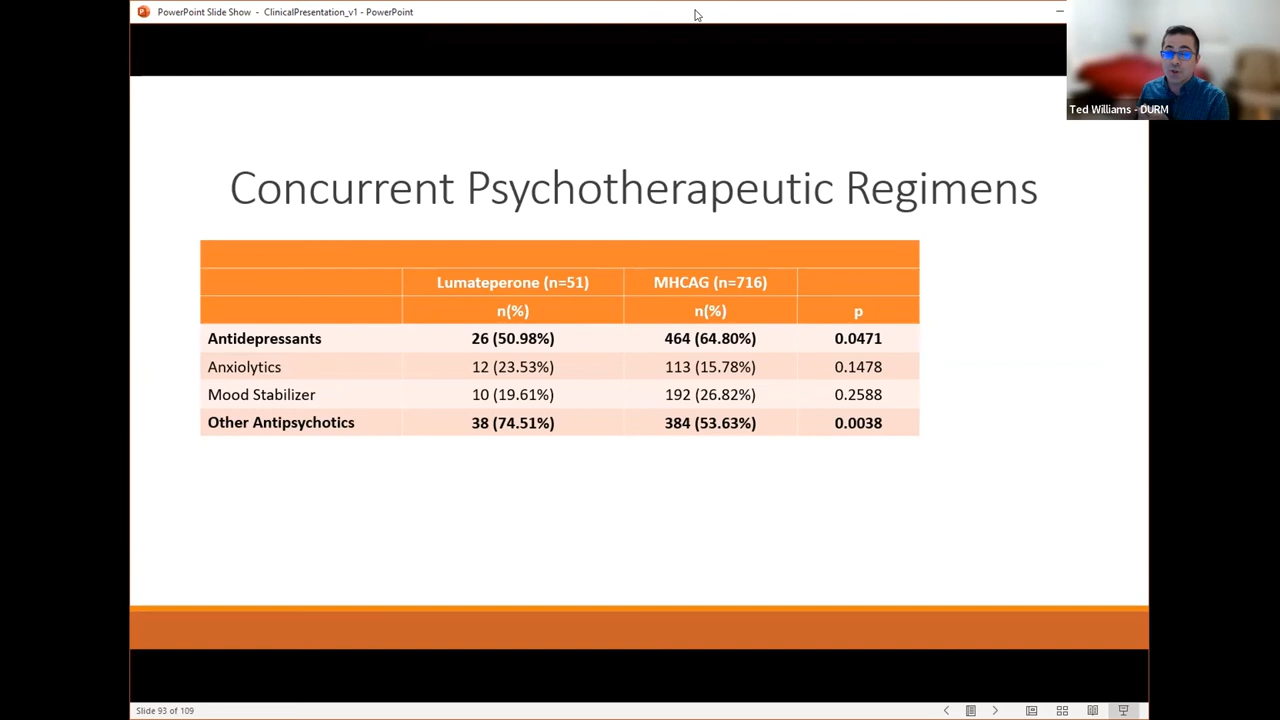 PowerPoint Slide Show - ClinicalPresentation_v1 - PowerPoint
Ted Williams - DURM
Concurrent Psychotherapeutic Regimens
Lumateperone (n=51) MHCAG (n=716)
n(%) n(%) p
Antidepressants 26 (50.98%) 464 (64.80%) 0.0471
Anxiolytics 12 (23.53%) 113 (15.78%) 0.1478
Mood Stabilizer 10 (19.61%) 192 (26.82%) 0.2588
Other Antipsychotics 38 (74.51%) 384 (53.63%) 0.0038
Slide 93 of 109